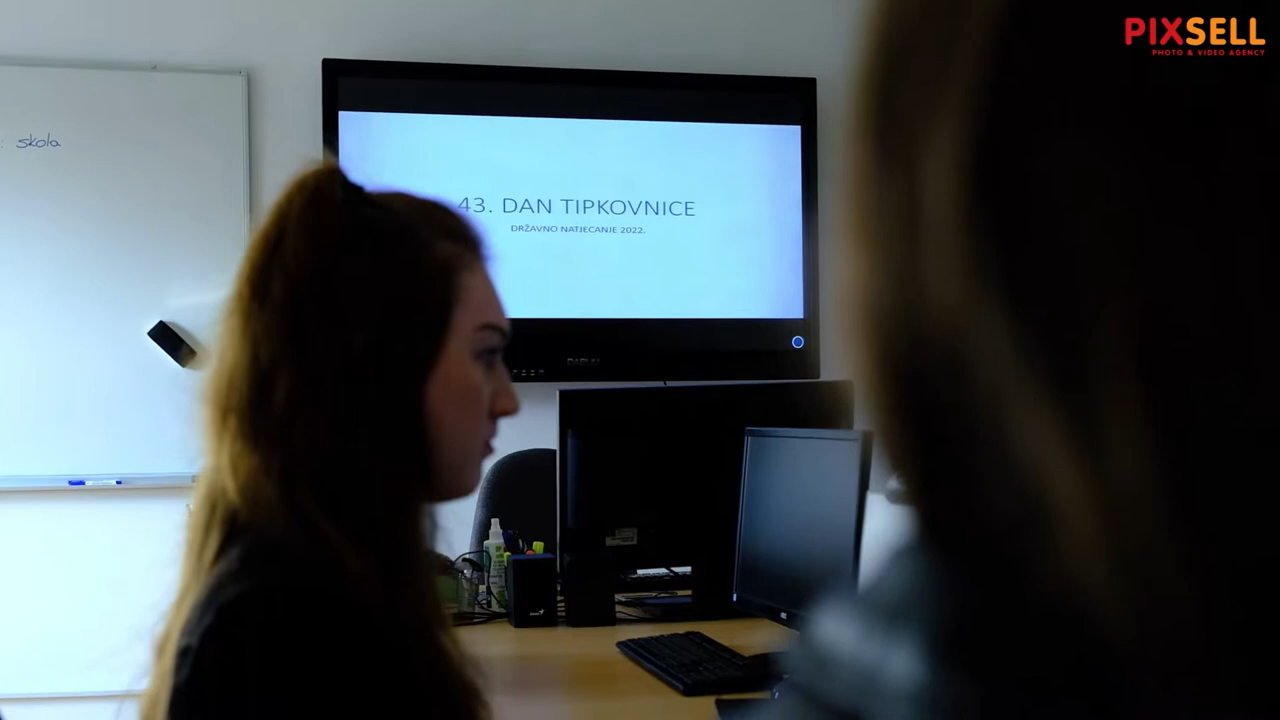 PIXSELL
PHOTO & VIDEO AGENCY
skola
43. DAN TIPKOVNICE
DRŽAVNO NATJECANJE 2022.